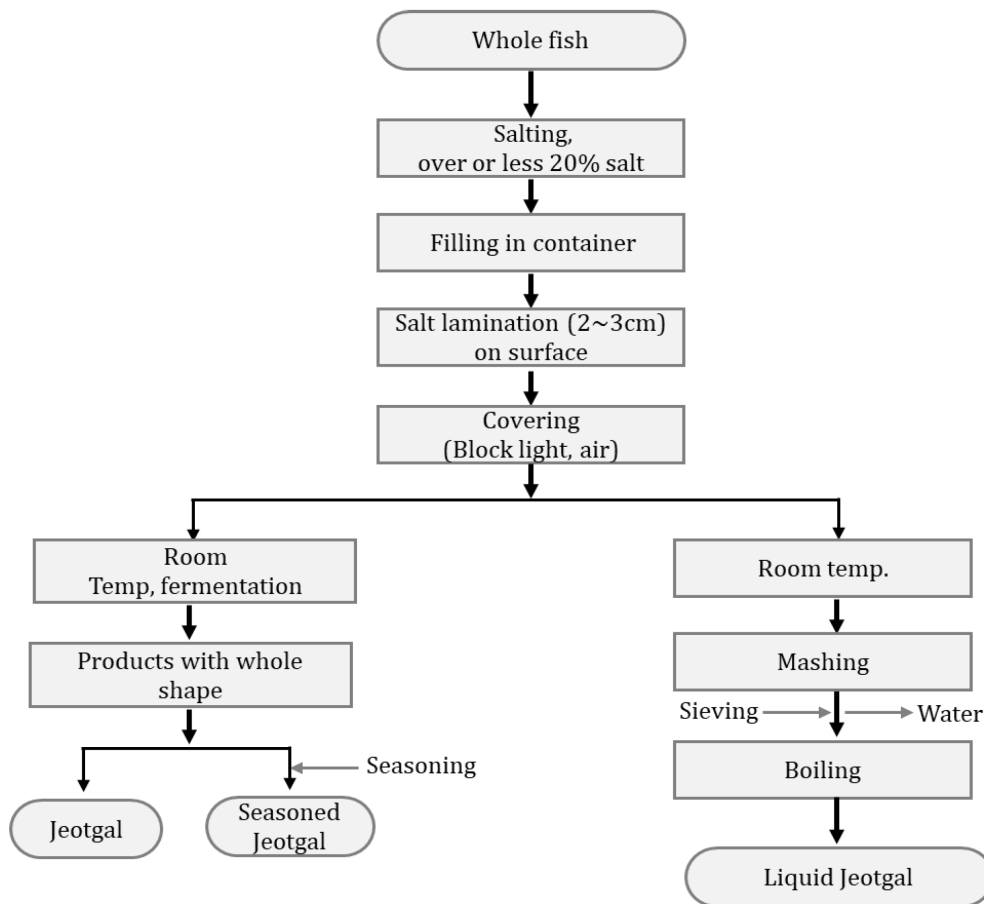 Whole fish
Salting,
over or less 20% salt
Filling in container
Salt lamination (2~3cm)
on surface
Covering
(Block light, air)
Room
Temp, fermentation
Products with whole
shape
Seasoning
Jeotgal
Seasoned
Jeotgal
Room temp.
Mashing
Sieving
Water
Boiling
Liquid Jeotgal